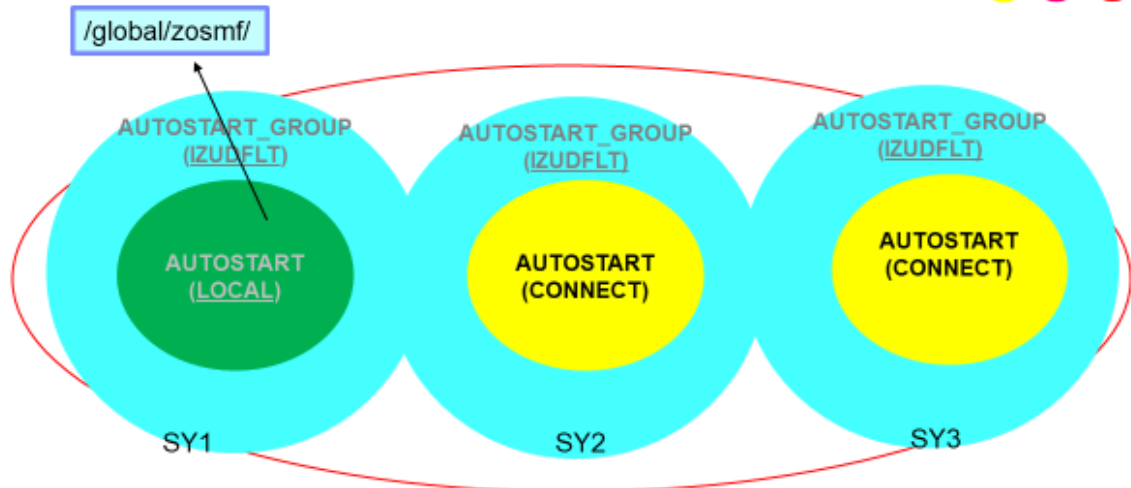 /global/zosmf/
AUTOSTART_GROUP
(IZUDFLT)
AUTOSTART
(LOCAL)
SY1
AUTOSTART_GROUP
(IZUDFLT)
AUTOSTART
(CONNECT)
SY2
AUTOSTART_GROUP
(IZUDFLT)
AUTOSTART
(CONNECT)
SY3